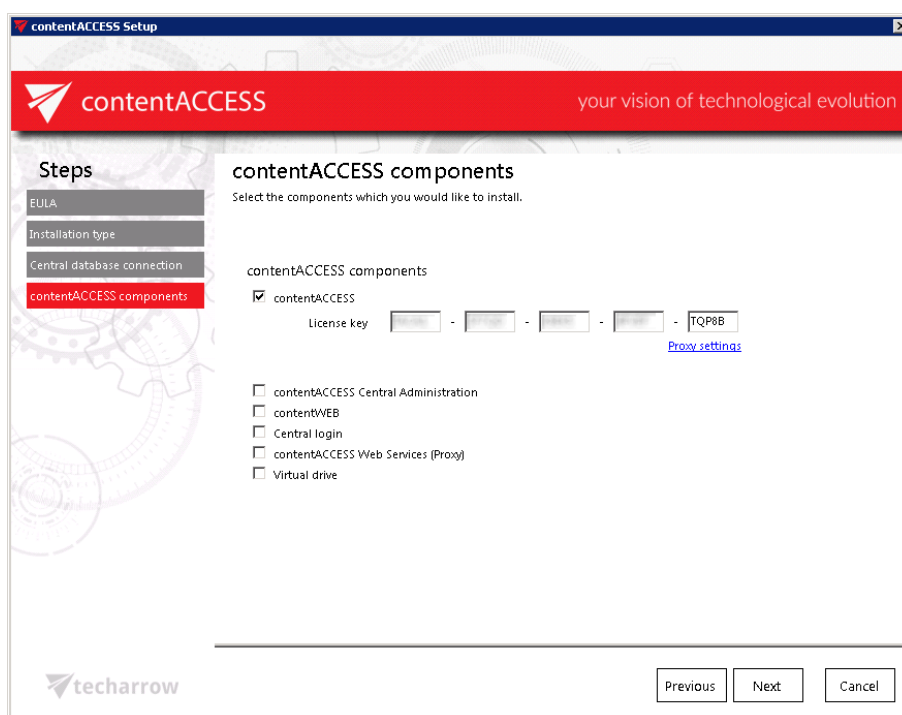 contentACCESS Setup
contentACCESS
your vision of technological evolution
Steps
EULA
Installation type
Central database connection
contentACCESS components
contentACCESS components
Select the components which you would like to install.
contentACCESS components
contentACCESS
License key - - - - TQP8B
Proxy settings
contentACCESS Central Administration
contentWEB
Central login
contentACCESS Web Services (Proxy)
Virtual drive
techarrow
Previous Next Cancel